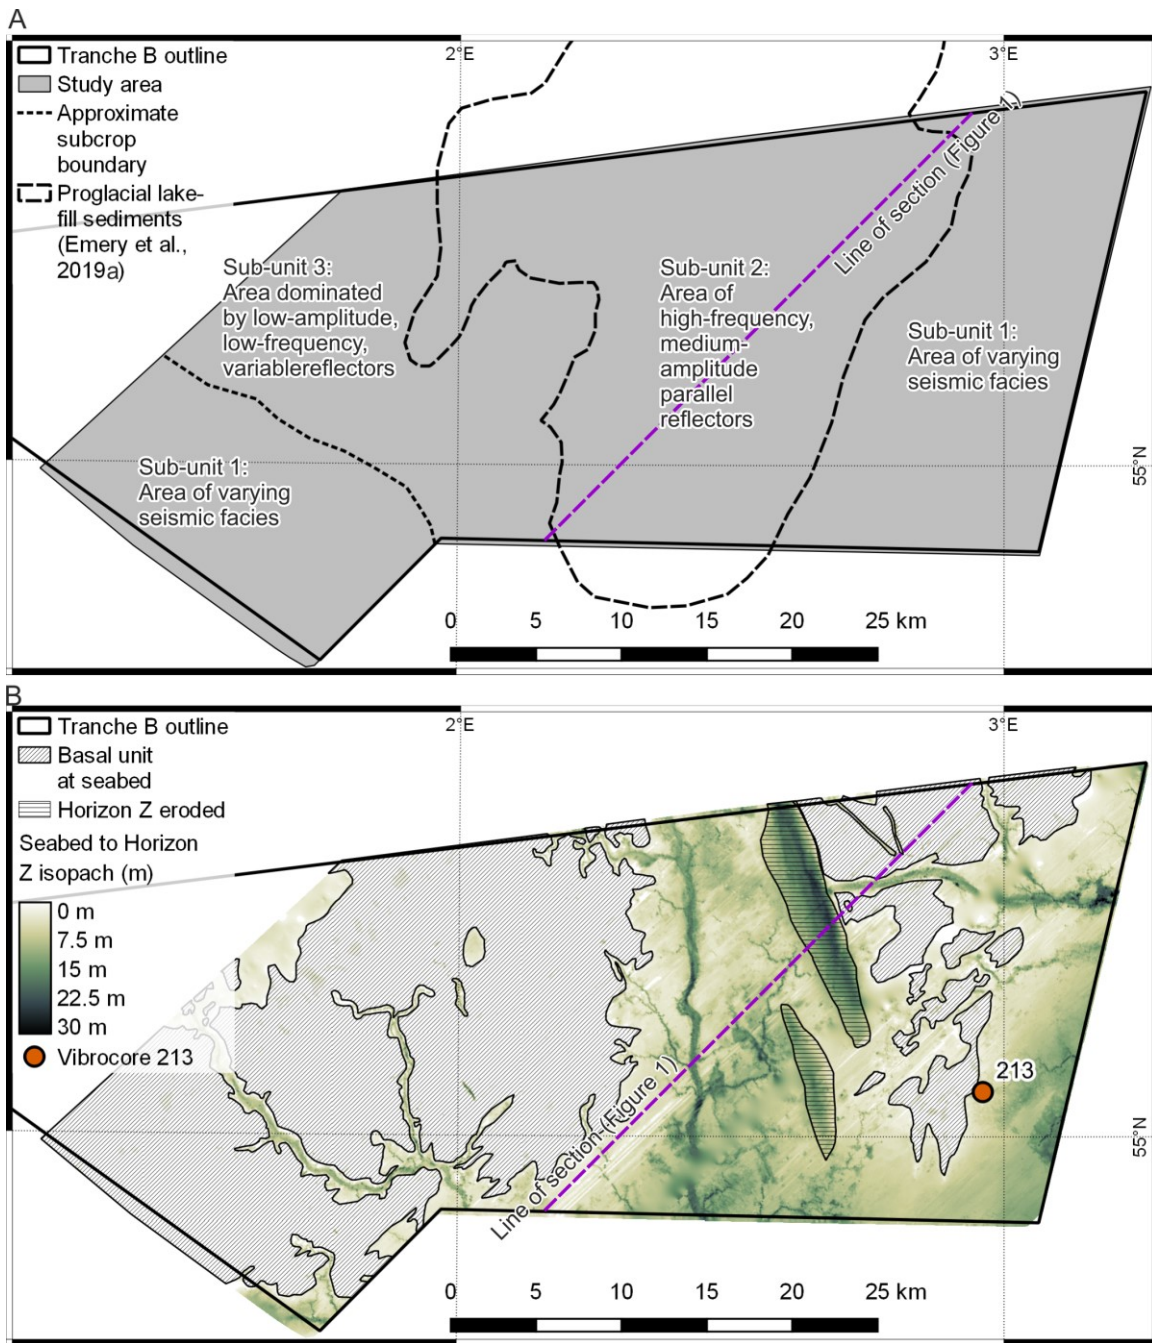 A
Tranche B outline
Study area
Approximate
subcrop
boundary
Proglacial lake-
fill sediments
(Emery et al.,
2019a)
2°E
3°E
Line of section (Figure 1)
Sub-unit 3:
Area dominated
by low-amplitude,
low-frequency,
variablereflectors
Sub-unit 2:
Area of
high-frequency,
medium-
amplitude
parallel
reflectors
Sub-unit 1:
Area of varying
seismic facies
Sub-unit 1:
Area of varying
seismic facies
55°N
0 5 10 15 20 25 km
B
Tranche B outline
Basal unit
at seabed
Horizon Z eroded
Seabed to Horizon
Z isopach (m)
0 m
7.5 m
15 m
22.5 m
30 m
Vibrocore 213
2°E
3°E
213
Line of section (Figure 1)
55°N
0 5 10 15 20 25 km